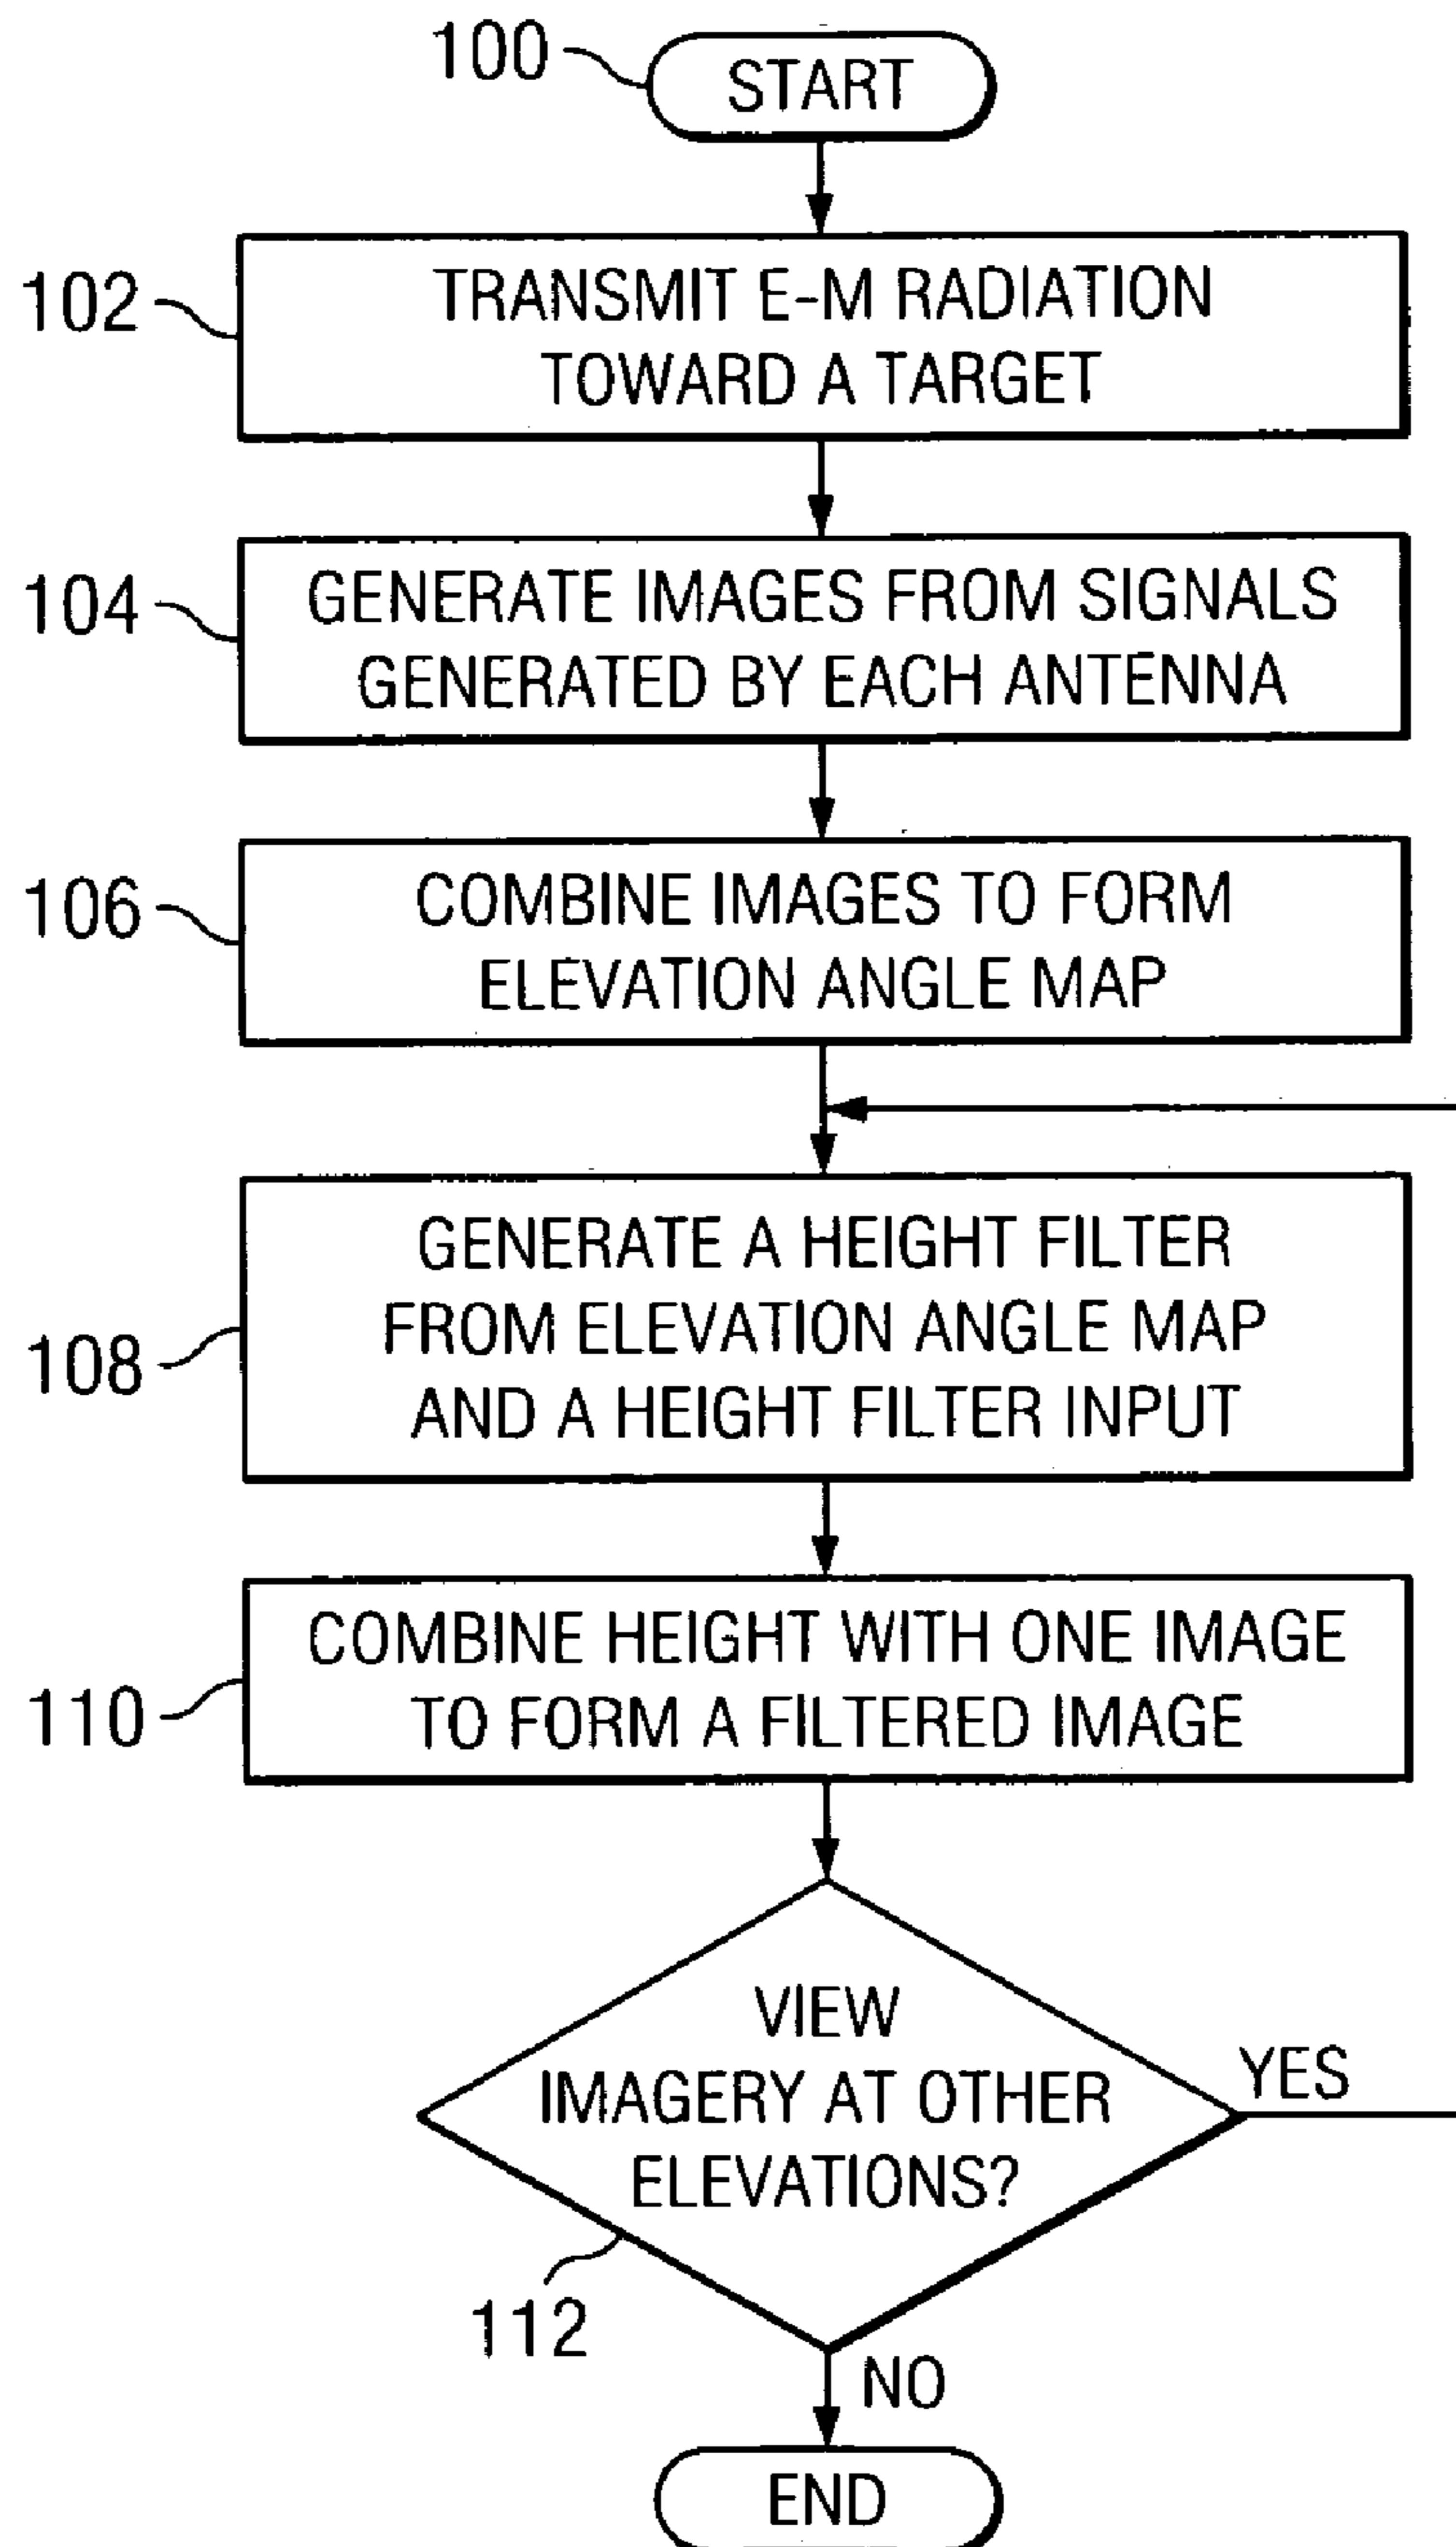 100
START
102
TRANSMIT E-M RADIATION
TOWARD A TARGET
104
GENERATE IMAGES FROM SIGNALS
GENERATED BY EACH ANTENNA
106
COMBINE IMAGES TO FORM
ELEVATION ANGLE MAP
108
GENERATE A HEIGHT FILTER
FROM ELEVATION ANGLE MAP
AND A HEIGHT FILTER INPUT
110
COMBINE HEIGHT WITH ONE IMAGE
TO FORM A FILTERED IMAGE
VIEW
IMAGERY AT OTHER
ELEVATIONS?
YES
112
NO
END